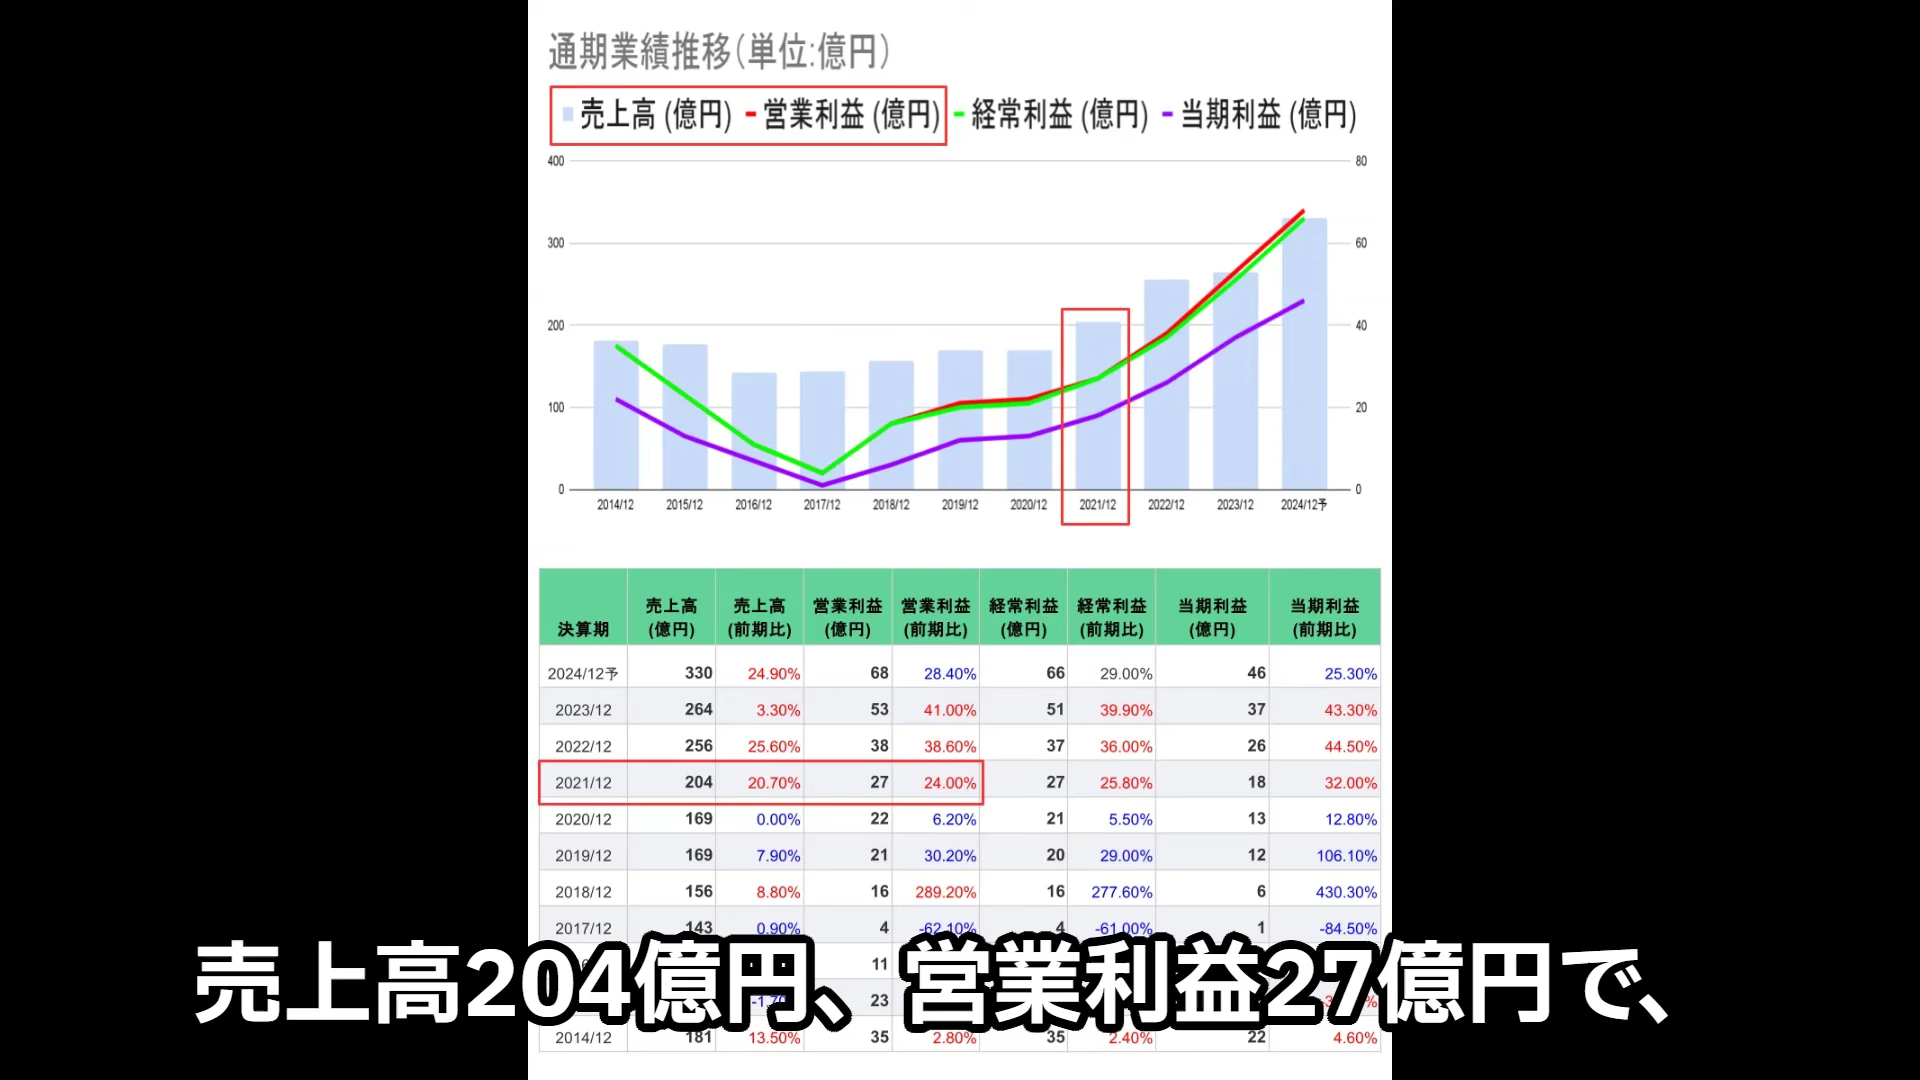 通期業績推移(単位:億円)
売上高 (億円) 営業利益 (億円) 経常利益 (億円) 当期利益 (億円)
400 80
300 60
200 40
100 20
0 0
2014/12 2015/12 2016/12 2017/12 2018/12 2019/12 2020/12 2021/12 2022/12 2023/12 2024/12予
決算期 売上高(億円) 売上高(前期比) 営業利益(億円) 営業利益(前期比) 経常利益(億円) 経常利益(前期比) 当期利益(億円) 当期利益(前期比)
2024/12予 330 24.90% 68 28.40% 66 29.00% 46 25.30%
2023/12 264 3.30% 53 41.00% 51 39.90% 37 43.30%
2022/12 256 25.60% 38 38.60% 37 36.00% 26 44.50%
2021/12 204 20.70% 27 24.00% 27 25.80% 18 32.00%
2020/12 169 0.00% 22 6.20% 21 5.50% 13 12.80%
2019/12 169 7.90% 21 30.20% 20 29.00% 12 106.10%
2018/12 156 8.80% 16 289.20% 16 277.60% 6 430.30%
2017/12 143 0.90% 4 -62.10% 4 -61.00% 1 -84.50%
11
売上高204億円、営業利益27億円で、
23
2014/12 181 13.50% 35 2.80% 35 2.40% 22 4.60%